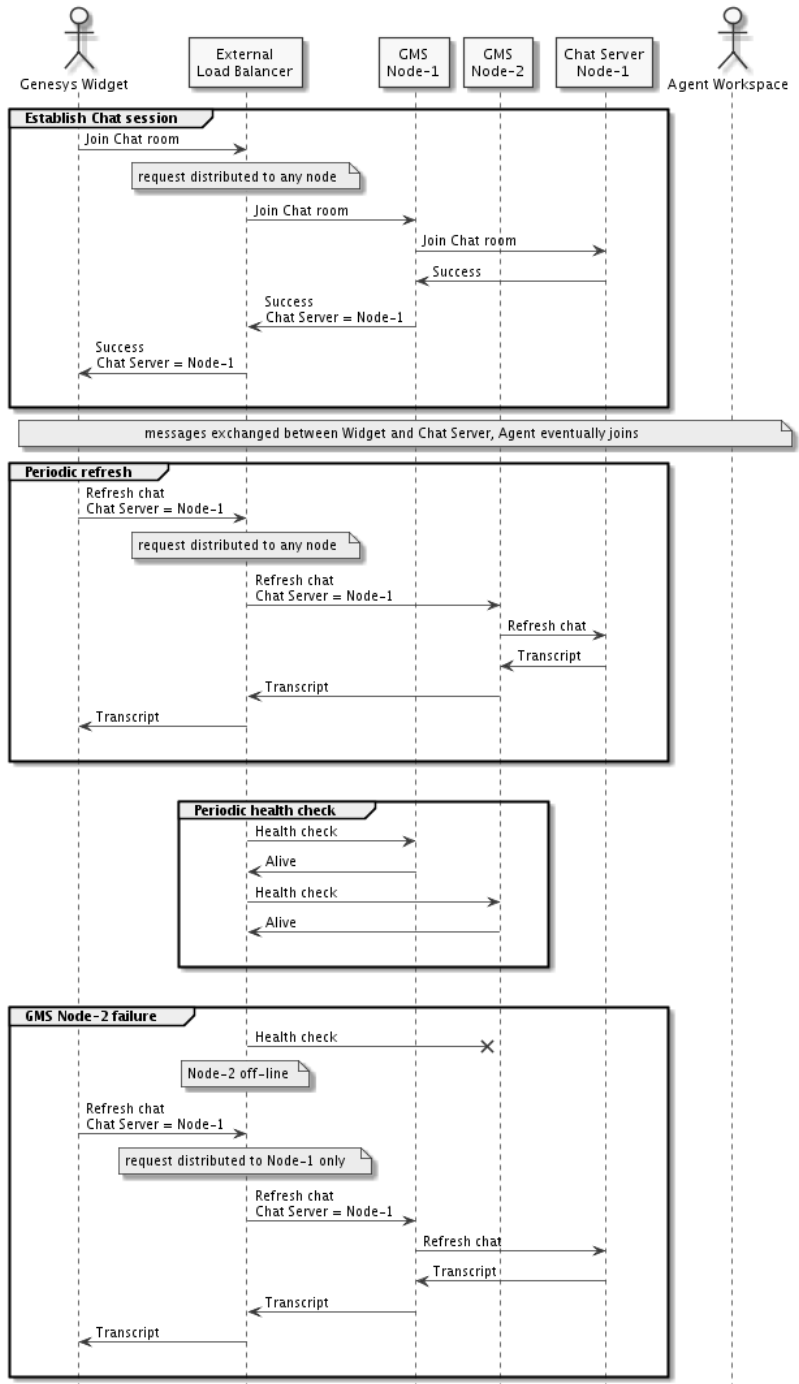 Genesys Widget
External
Load Balancer
GMS
Node-1
GMS
Node-2
Chat Server
Node-1
Agent Workspace
Establish Chat session
Join Chat room
request distributed to any node
Join Chat room
Join Chat room
Success
Success
Chat Server = Node-1
Success
Chat Server = Node-1
messages exchanged between Widget and Chat Server, Agent eventually joins
Periodic refresh
Refresh chat
Chat Server = Node-1
request distributed to any node
Refresh chat
Chat Server = Node-1
Refresh chat
Transcript
Transcript
Transcript
Periodic health check
Health check
Alive
Health check
Alive
GMS Node-2 failure
Health check
Node-2 off-line
Refresh chat
Chat Server = Node-1
request distributed to Node-1 only
Refresh chat
Chat Server = Node-1
Refresh chat
Transcript
Transcript
Transcript